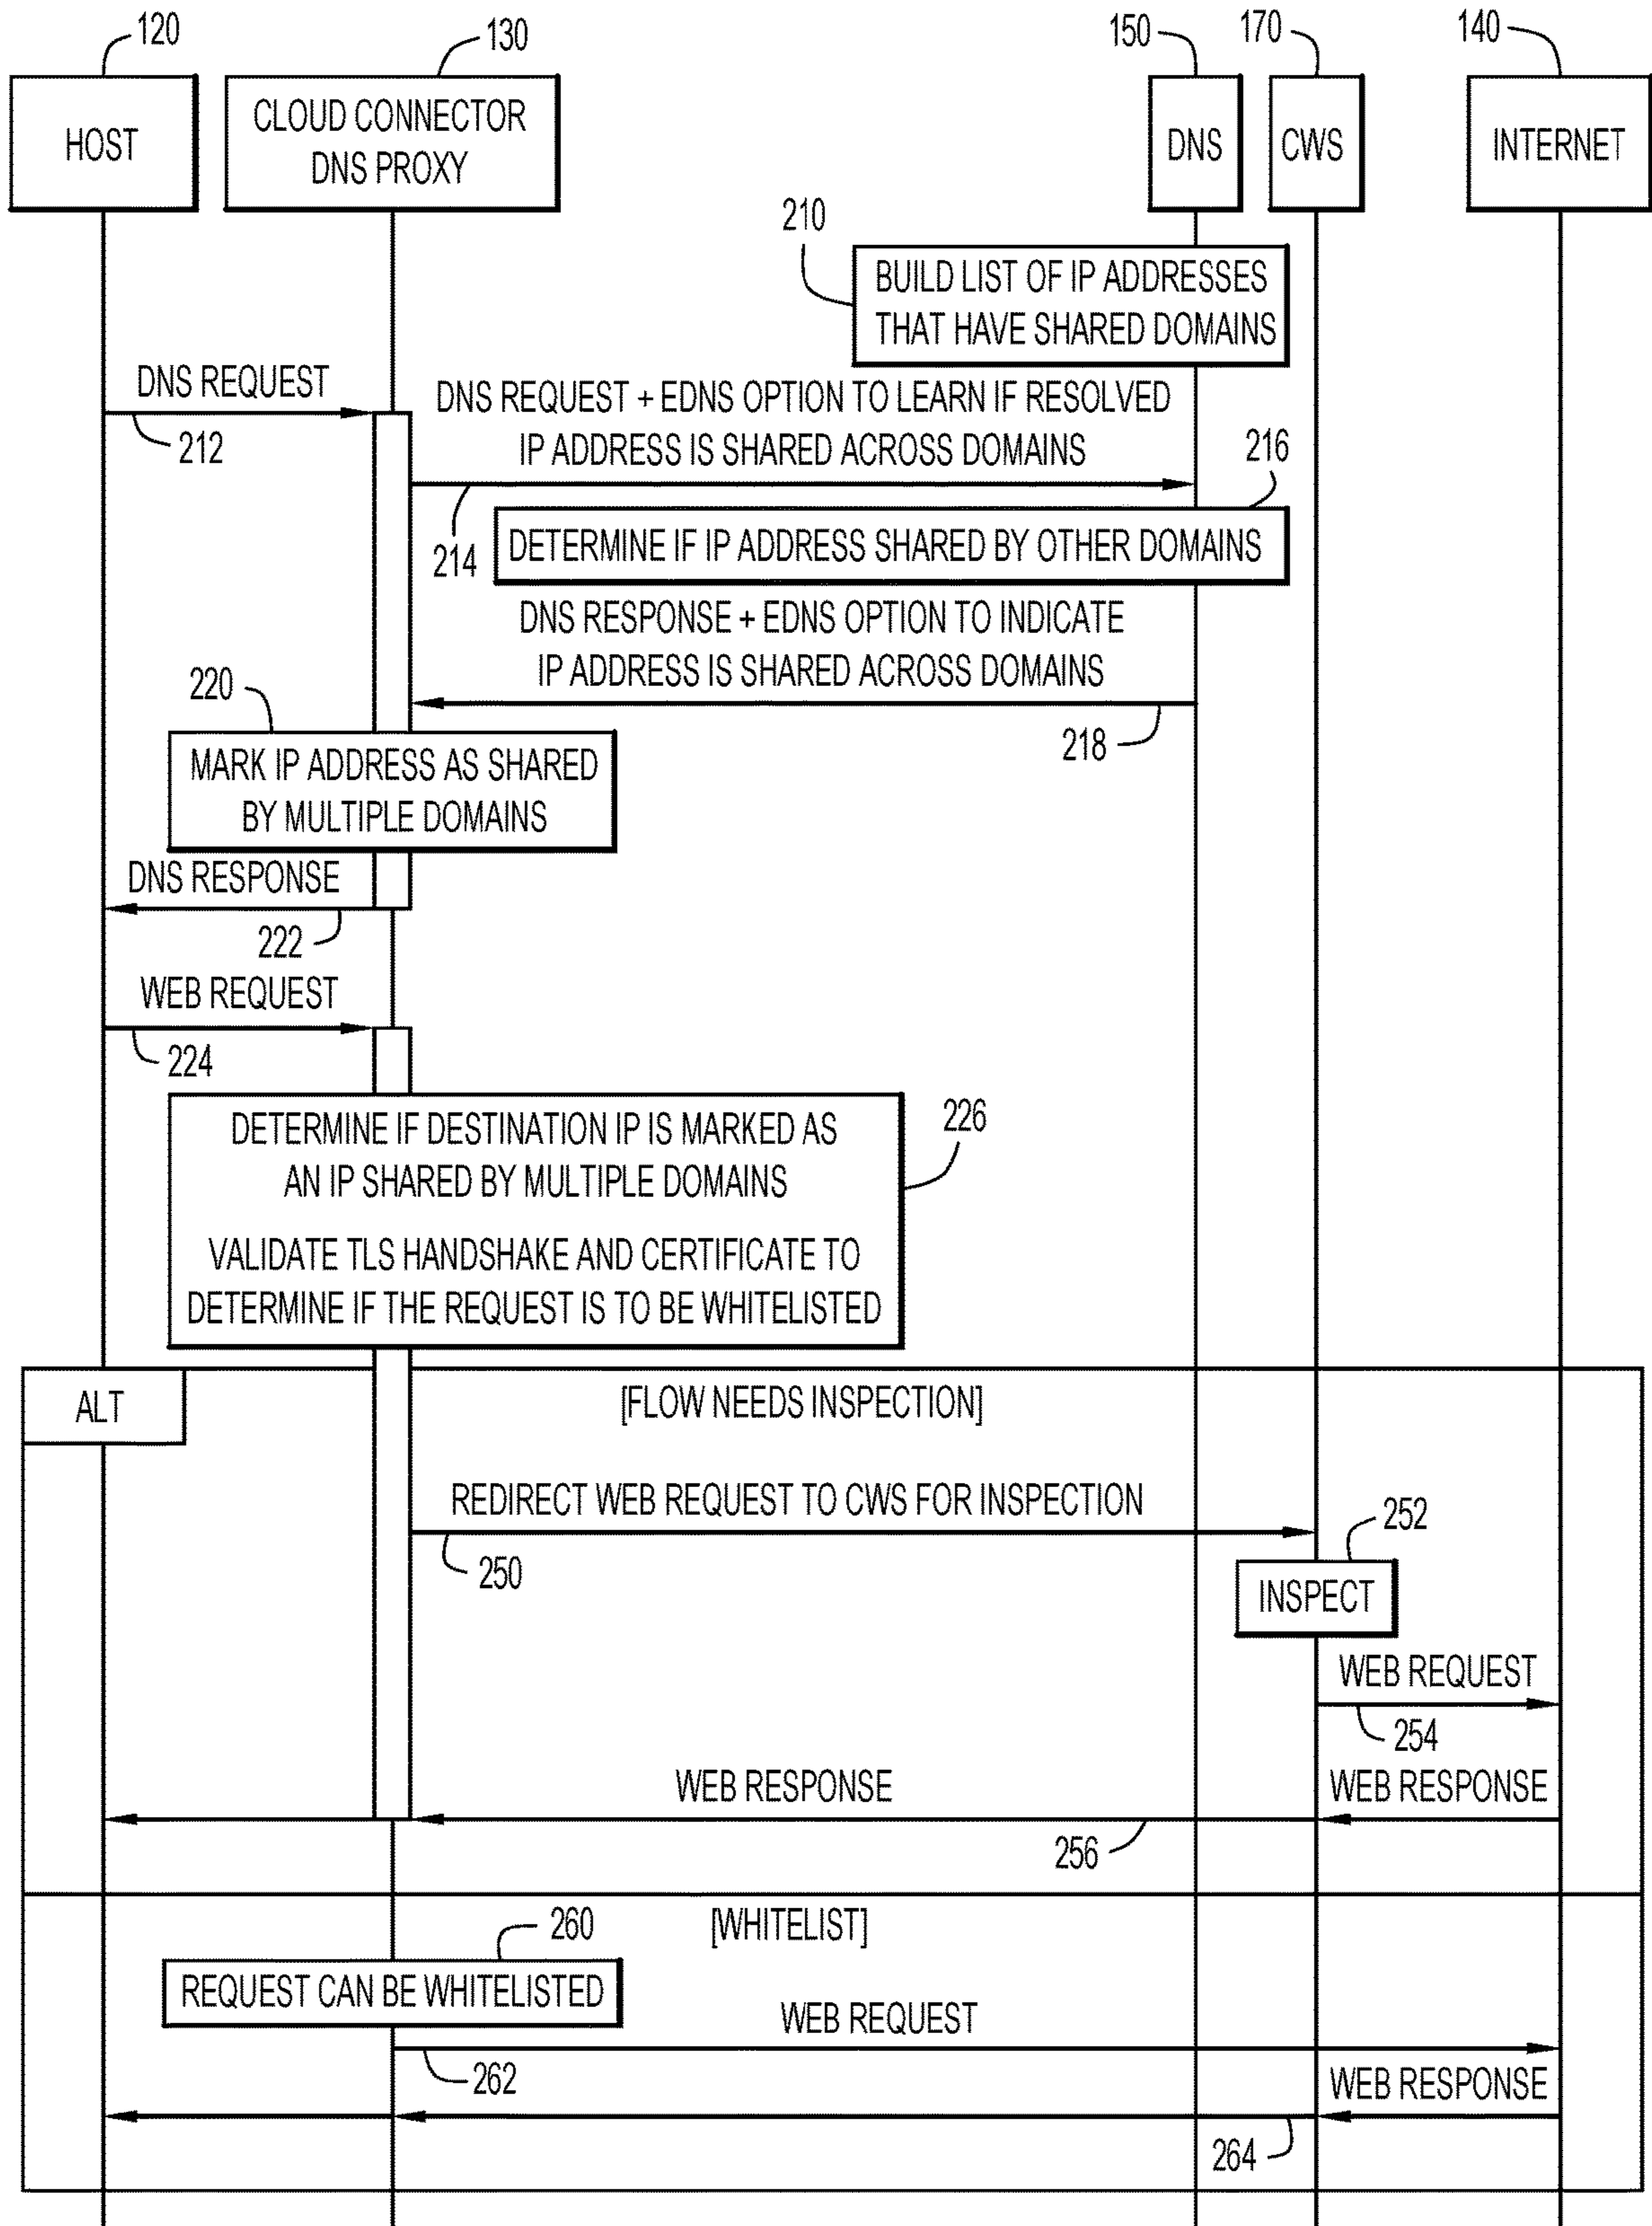 120
130
150
170
140
HOST
CLOUD CONNECTOR
DNS PROXY
DNS
CWS
INTERNET
210
BUILD LIST OF IP ADDRESSES
THAT HAVE SHARED DOMAINS
DNS REQUEST
212
DNS REQUEST + EDNS OPTION TO LEARN IF RESOLVED
IP ADDRESS IS SHARED ACROSS DOMAINS
214
216
DETERMINE IF IP ADDRESS SHARED BY OTHER DOMAINS
DNS RESPONSE + EDNS OPTION TO INDICATE
IP ADDRESS IS SHARED ACROSS DOMAINS
218
220
MARK IP ADDRESS AS SHARED
BY MULTIPLE DOMAINS
DNS RESPONSE
222
WEB REQUEST
224
226
DETERMINE IF DESTINATION IP IS MARKED AS
AN IP SHARED BY MULTIPLE DOMAINS
VALIDATE TLS HANDSHAKE AND CERTIFICATE TO
DETERMINE IF THE REQUEST IS TO BE WHITELISTED
ALT
[FLOW NEEDS INSPECTION]
REDIRECT WEB REQUEST TO CWS FOR INSPECTION
250
252
INSPECT
WEB REQUEST
254
WEB RESPONSE
WEB RESPONSE
256
[WHITELIST]
260
REQUEST CAN BE WHITELISTED
WEB REQUEST
262
WEB RESPONSE
264